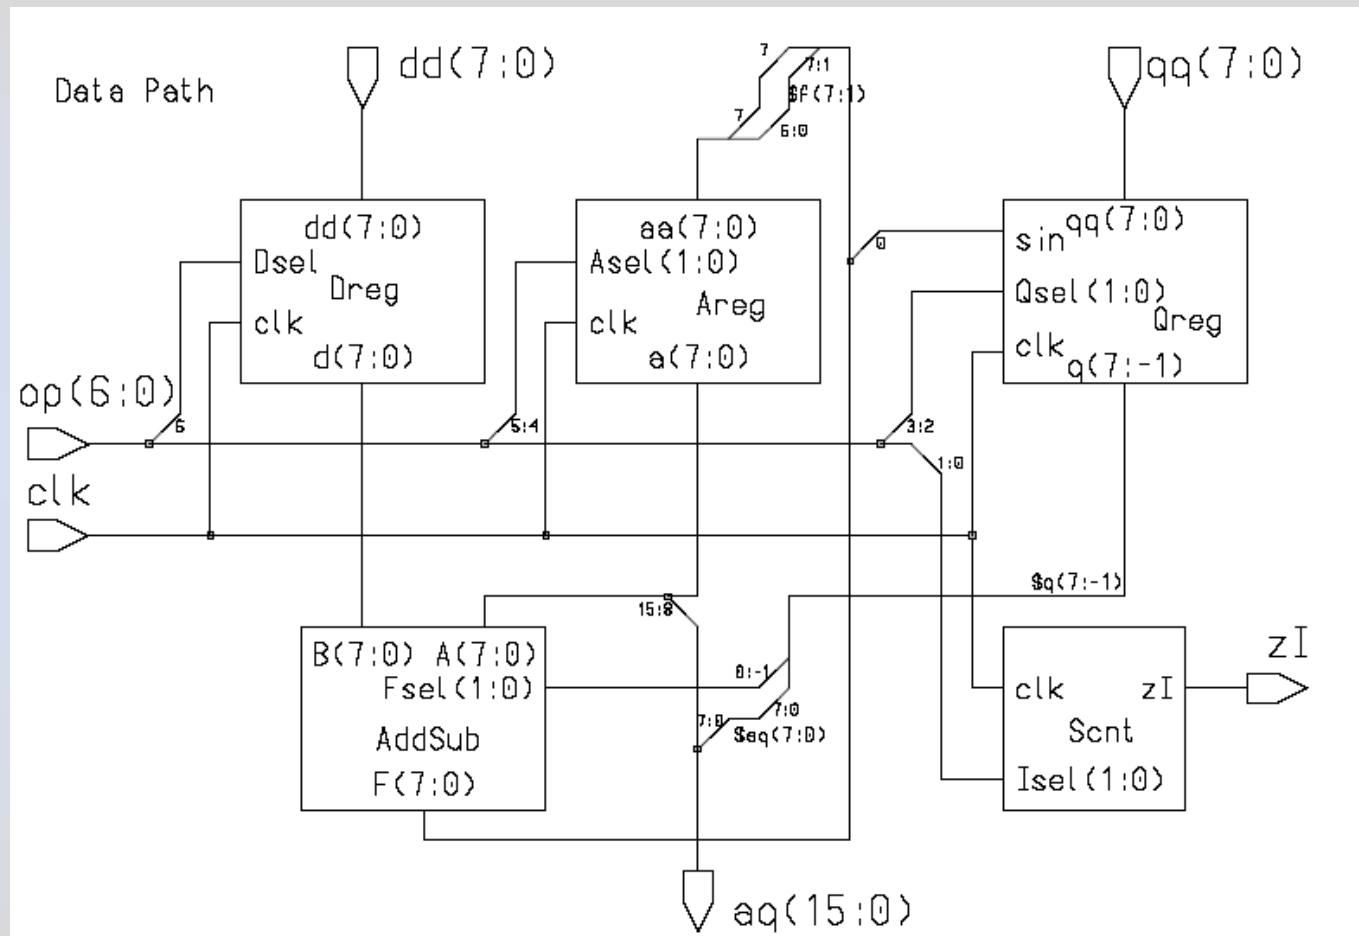 Data Path
dd(7:0)
7
7:1
$f(7:1)
7
6:0
qq(7:0)
dd(7:0)
Dsel
Dreg
clk
d(7:0)
aa(7:0)
Asel(1:0)
Areg
clk
a(7:0)
0
qq(7:0)
sin
Qsel(1:0)
Qreg
clk
q(7:-1)
op(6:0)
6
5:4
3:2
1:0
clk
15:8
$q(7:-1)
B(7:0) A(7:0)
Fsel(1:0)
AddSub
F(7:0)
0:-1
7:0
7:0
$aq(7:0)
clk
zI
Scnt
Isel(1:0)
zI
aq(15:0)